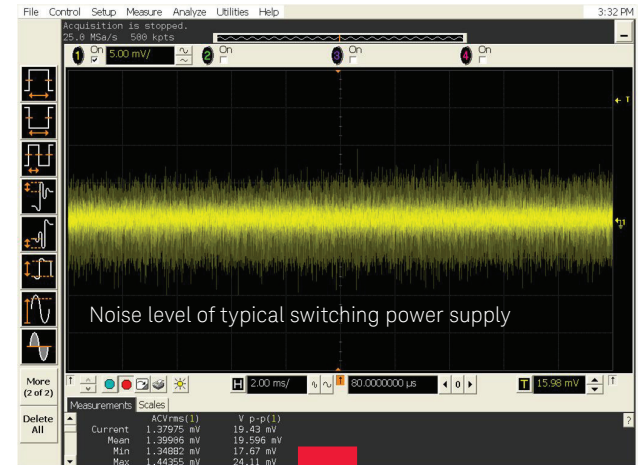 File Control Setup Measure Analyze Utilities Help 3:32 PM
Acquisition is stopped.
25.0 MSa/s 500 kpts
1 On 5.00 mV/ 2 On 3 On 4 On
T
1
Noise level of typical switching power supply
More
(2 of 2)
Delete
All
H 2.00 ms/ 80.0000000 µs 0 T 15.98 mV
Measurements Scales
?
ACVrms(1) V p-p(1)
Current 1.37975 mV 19.43 mV
Mean 1.39906 mV 19.596 mV
Min 1.34882 mV 17.67 mV
Max 1.44355 mV 24.11 mV